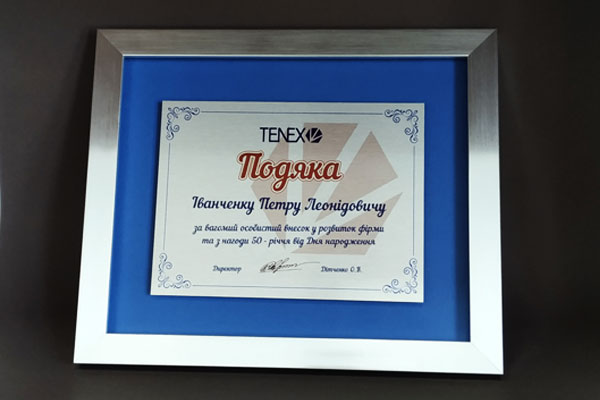 TENEX
Подяка
Іванченку Петру Леонідовичу
за вагомий особистий внесок у розвиток фірми
та з нагоди 50 - річчя від Дня народження
Директор О. В.